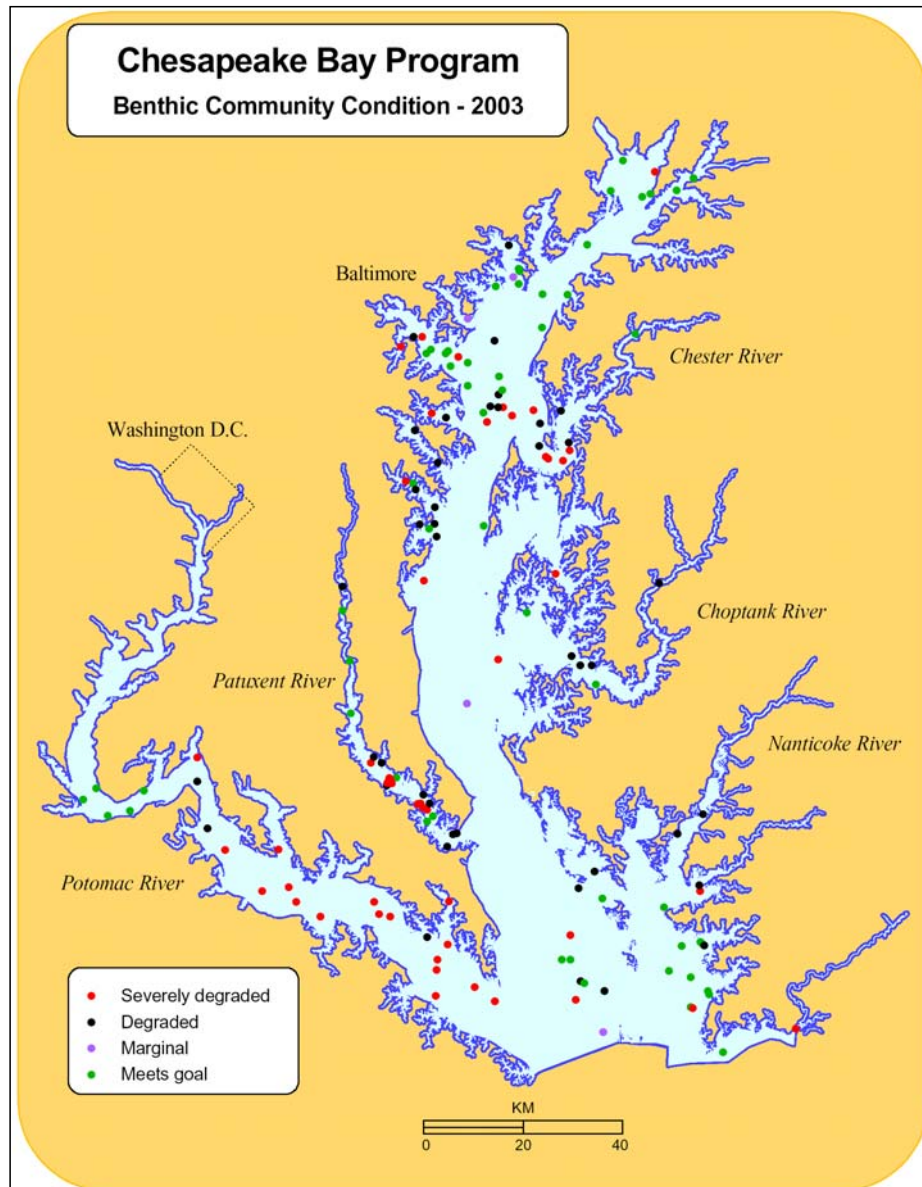 Chesapeake Bay Program
Benthic Community Condition - 2003
Baltimore
Chester River
Washington D.C.
Choptank River
Patuxent River
Nanticoke River
Potomac River
Severely degraded
Degraded
Marginal
Meets goal
KM
0 20 40